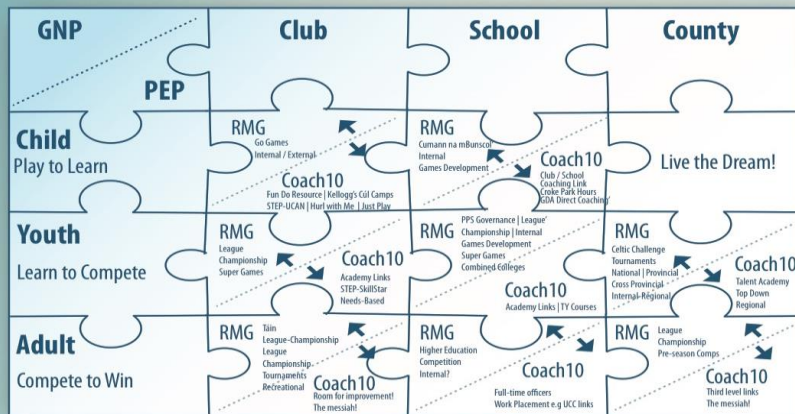 GNP
PEP
Club
School
County
Child
Play to Learn
RMG
Go Games
Internal / External
Coach10
Fun Do Resource | Kellogg's Cúl Camps
STEP-UCAN | Hurl with Me | Just Play
RMG
Cumann na mBunscol
Internal
Games Development
Coach10
Club / School
Coaching Link
Croke Park Hours
GDA Direct Coaching'
Live the Dream!
Youth
Learn to Compete
RMG
League
Championship
Super Games
Coach10
Academy Links
STEP-SkillStar
Needs-Based
RMG
PPS Governance | League'
Championship | Internal
Games Development
Super Games
Combined Colleges
Coach10
Academy Links | TY Courses
RMG
Celtic Challenge
Tournaments
National | Provincial
Cross Provincial
Internal-Regional
Coach10
Talent Academy
Top Down
Regional
Adult
Compete to Win
RMG
Táin
League-Championship
League
Championship
Tournaments
Recreational
Coach10
Room for improvement!
The messiah!
RMG
Higher Education
Competition
Internal?
Coach10
Full-time officers
Work Placement e.g UCC links
RMG
League
Championship
Pre-season Comps
Coach10
Third level links
The messiah!